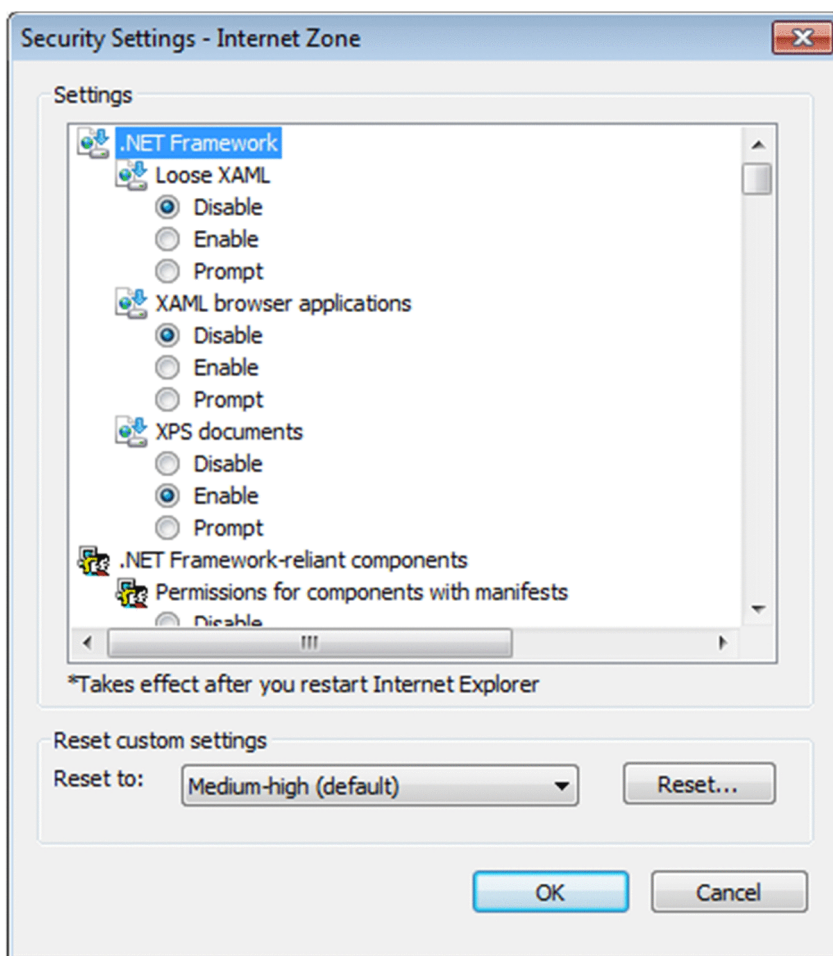 Security Settings - Internet Zone
Settings
.NET Framework
Loose XAML
Disable
Enable
Prompt
XAML browser applications
Disable
Enable
Prompt
XPS documents
Disable
Enable
Prompt
.NET Framework-reliant components
Permissions for components with manifests
Disable
*Takes effect after you restart Internet Explorer
Reset custom settings
Reset to: Medium-high (default) Reset...
OK Cancel